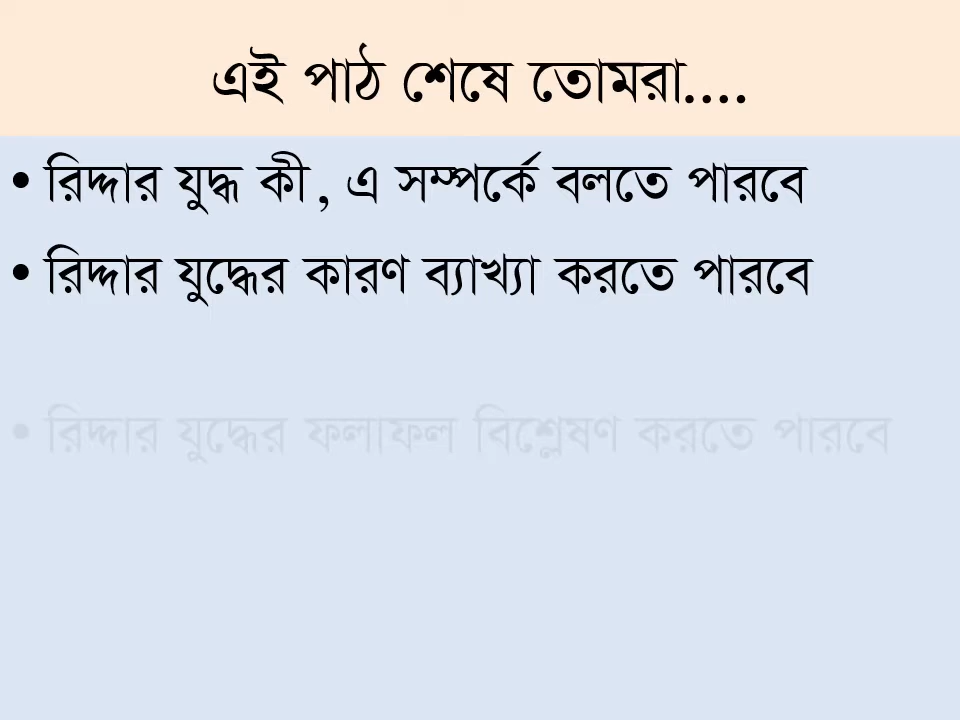 এই পাঠ শেষে তোমরা....
• রিদ্দার যুদ্ধ কী, এ সম্পর্কে বলতে পারবে
• রিদ্দার যুদ্ধের কারণ ব্যাখ্যা করতে পারবে
• রিদ্দার যুদ্ধের ফলাফল বিশ্লেষণ করতে পারবে